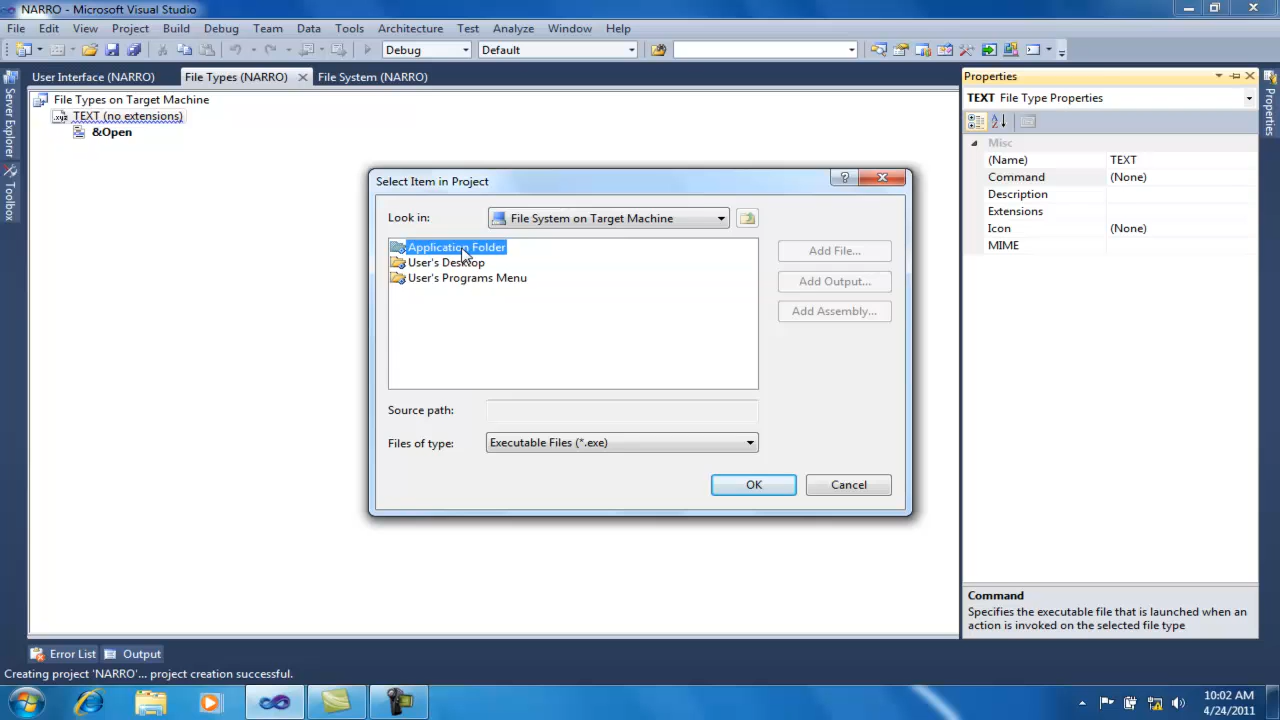 NARRO - Microsoft Visual Studio
File Edit View Project Build Debug Team Data Tools Architecture Test Analyze Window Help
Debug Default
User Interface (NARRO) File Types (NARRO) File System (NARRO)
Server Explorer
Toolbox
File Types on Target Machine
TEXT (no extensions)
&Open
Select Item in Project
Look in: File System on Target Machine
Application Folder
User's Desktop
User's Programs Menu
Add File...
Add Output...
Add Assembly...
Source path:
Files of type: Executable Files (*.exe)
OK Cancel
Properties
TEXT File Type Properties
Misc
(Name) TEXT
Command (None)
Description
Extensions
Icon (None)
MIME
Command
Specifies the executable file that is launched when an
action is invoked on the selected file type
Properties
Error List Output
Creating project 'NARRO'... project creation successful.
10:02 AM
4/24/2011